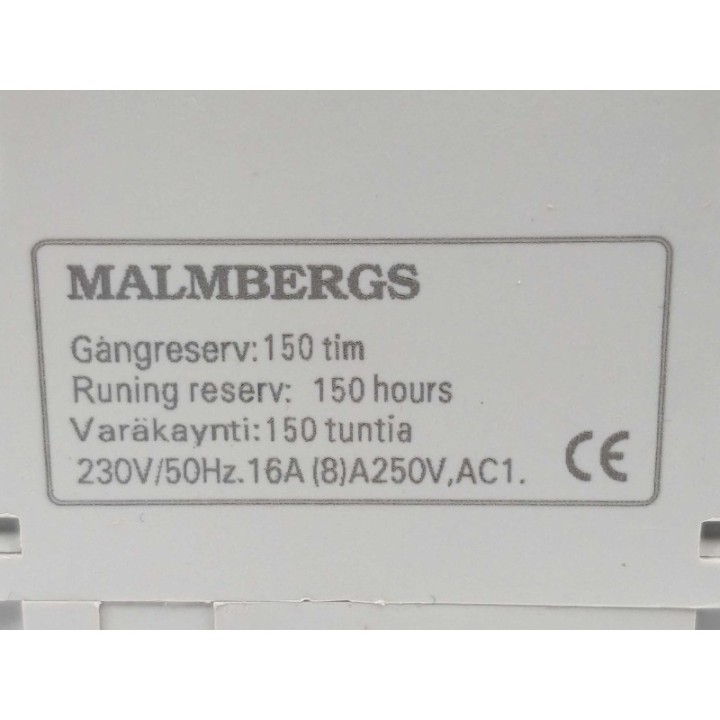 MALMBERGS
Gångreserv: 150 tim
Runing reserv: 150 hours
Varäkaynti: 150 tuntia
230V/50Hz. 16A (8)A250V, AC1.
CE